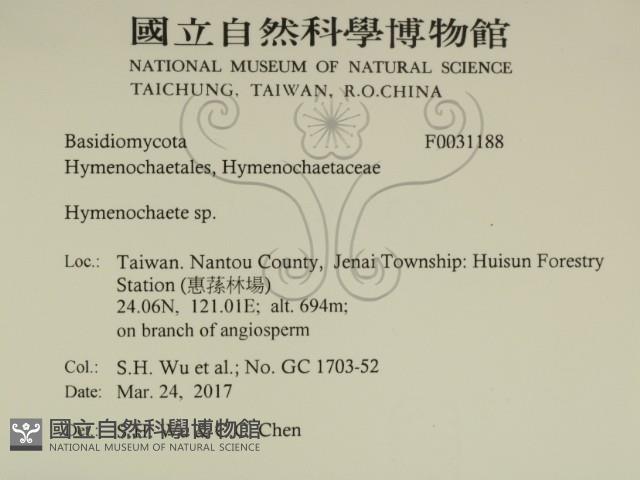 國立自然科學博物館
NATIONAL MUSEUM OF NATURAL SCIENCE
TAICHUNG, TAIWAN, R.O.CHINA
Basidiomycota F0031188
Hymenochaetales, Hymenochaetaceae
Hymenochaete sp.
Loc.: Taiwan. Nantou County, Jenai Township: Huisun Forestry
Station (惠蓀林場)
24.06N, 121.01E; alt. 694m;
on branch of angiosperm
Col.: S.H. Wu et al.; No. GC 1703-52
Date: Mar. 24, 2017
Chen
國立自然科學博物館
NATIONAL MUSEUM OF NATURAL SCIENCE